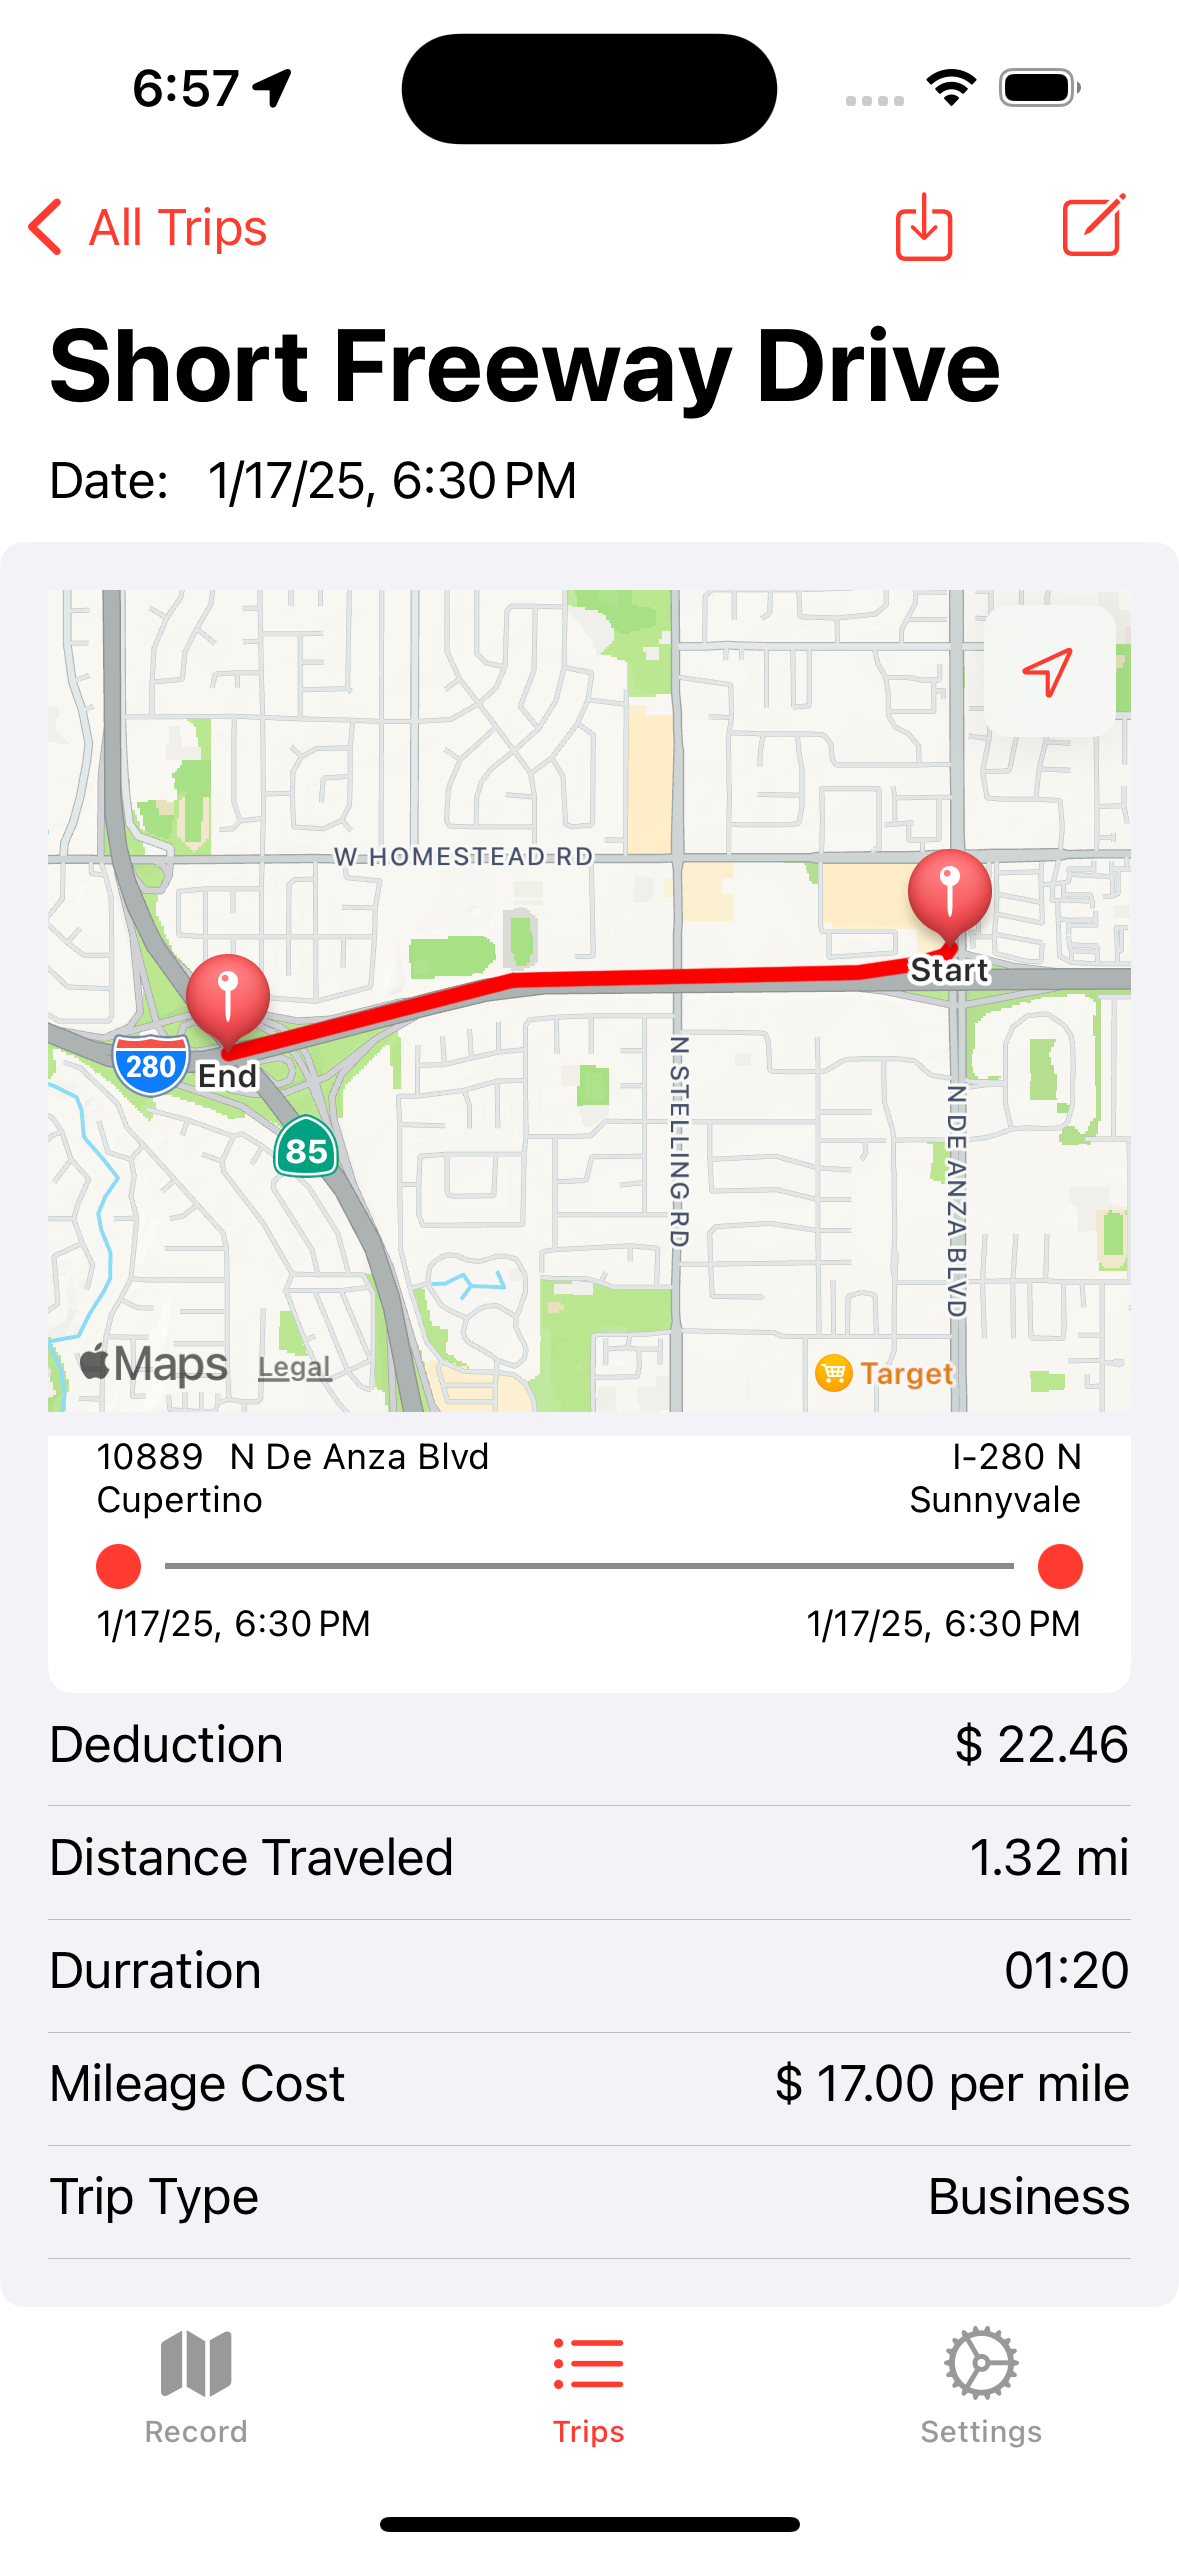 6:57
All Trips
Short Freeway Drive
Date: 1/17/25, 6:30 PM
W HOMESTEAD RD
Start
280
End
85
N STELLING RD
N DE ANZA BLVD
Maps
Legal
Target
10889 N De Anza Blvd
Cupertino
I-280 N
Sunnyvale
1/17/25, 6:30 PM
1/17/25, 6:30 PM
Deduction $ 22.46
Distance Traveled 1.32 mi
Durration 01:20
Mileage Cost $ 17.00 per mile
Trip Type Business
Record
Trips
Settings